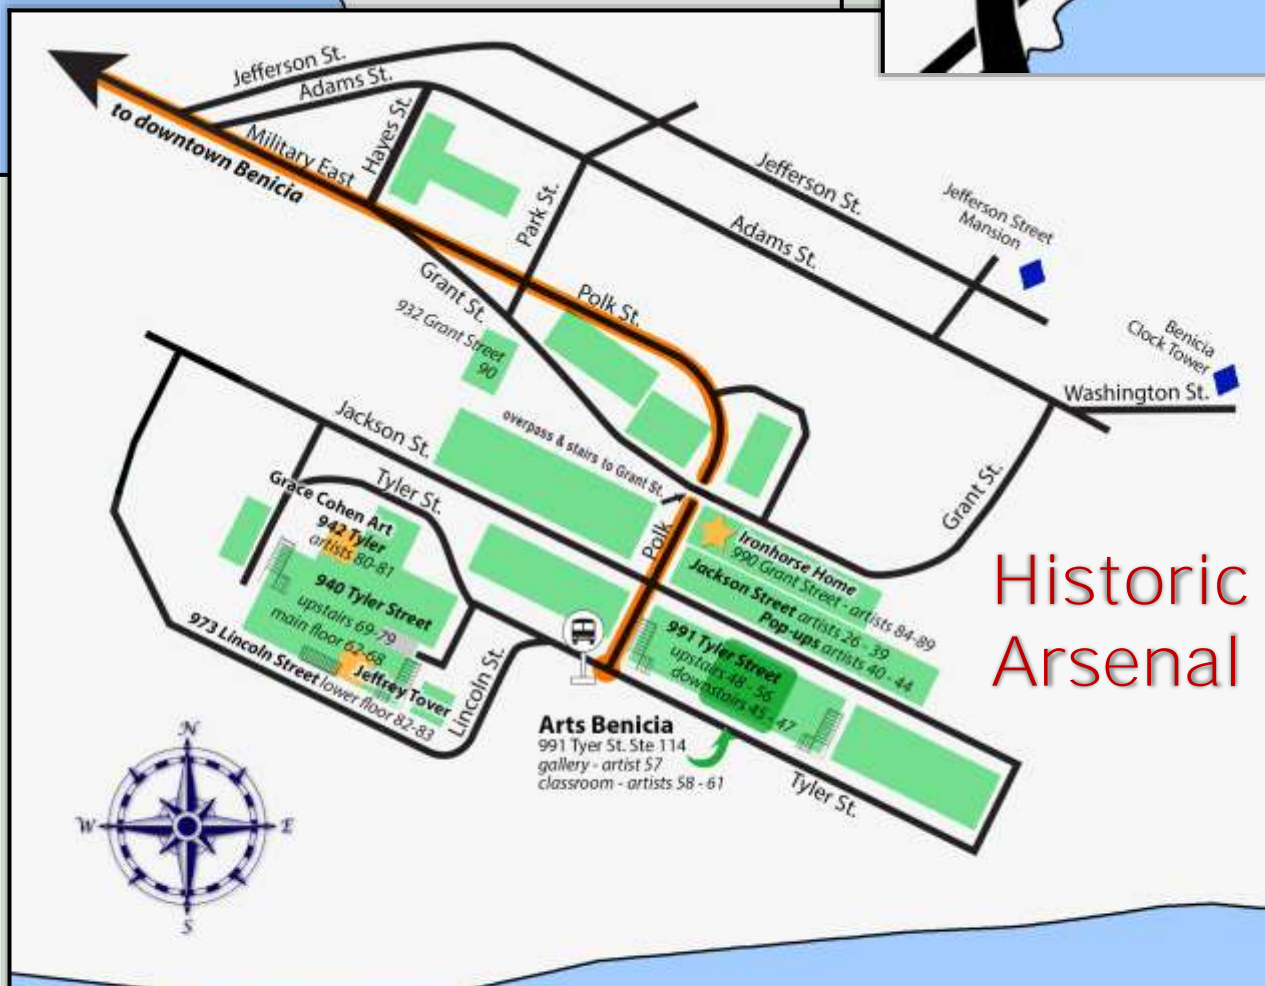 Jefferson St.
Adams St.
Hayes St.
Military East
to downtown Benicia
Park St.
Jefferson St.
Adams St.
Jefferson Street
Mansion
Benicia
Clock Tower
Washington St.
Grant St.
932 Grant Street
90
Polk St.
overpass & stairs to Grant St.
Jackson St.
Tyler St.
Polk
Grant St.
Grace Cohen Art
942 Tyler
artists 80-81
940 Tyler Street
upstairs 69-79
main floor 62-68
Jeffrey Tover
973 Lincoln Street lower floor 82-83
Lincoln St.
Ironhorse Home
990 Grant Street - artists 84-89
Jackson Street artists 26 - 39
Pop-ups artists 40 - 44
991 Tyler Street
upstairs 48 - 56
downstairs 45 - 47
Historic
Arsenal
Arts Benicia
991 Tyer St. Ste 114
gallery - artist 57
classroom - artists 58 - 61
Tyler St.
N
W
E
S